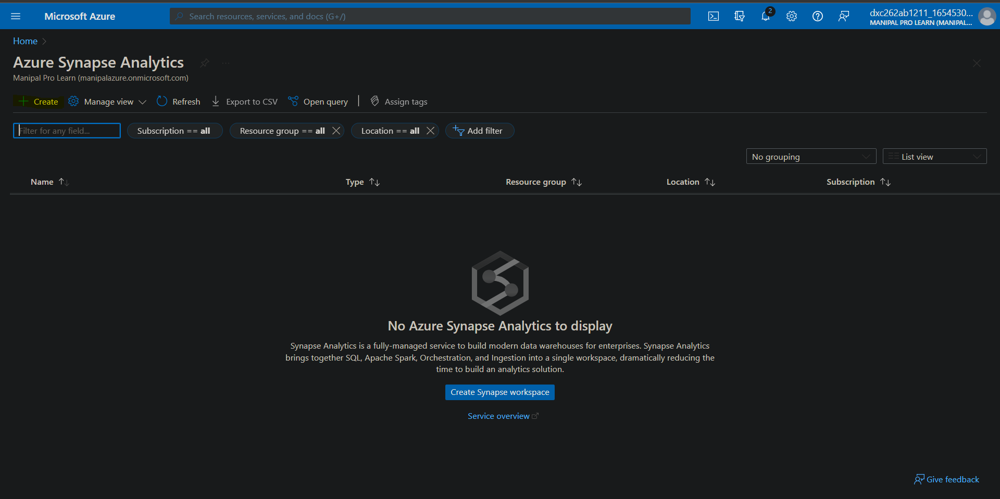 Microsoft Azure
Search resources, services, and docs (G+/)
2
dxc262ab1211_1654530...
MANIPAL PRO LEARN (MANIPAL...
Home
Azure Synapse Analytics
...
Manipal Pro Learn (manipalazure.onmicrosoft.com)
Create Manage view Refresh Export to CSV Open query Assign tags
Filter for any field... Subscription == all Resource group == all Location == all Add filter
No grouping List view
Name Type Resource group Location Subscription
No Azure Synapse Analytics to display
Synapse Analytics is a fully-managed service to build modern data warehouses for enterprises. Synapse Analytics
brings together SQL, Apache Spark, Orchestration, and Ingestion into a single workspace, dramatically reducing the
time to build an analytics solution.
Create Synapse workspace
Service overview
Give feedback